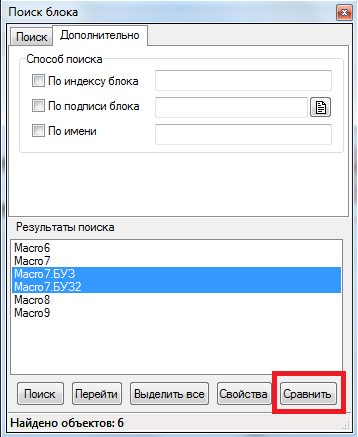 Поиск блока
Поиск
Дополнительно
Способ поиска
По индексу блока
По подписи блока
По имени
Результаты поиска
Macro6
Macro7
Macro7.БУ3
Macro7.БУ32
Macro8
Macro9
Поиск
Перейти
Выделить все
Свойства
Сравнить
Найдено объектов: 6